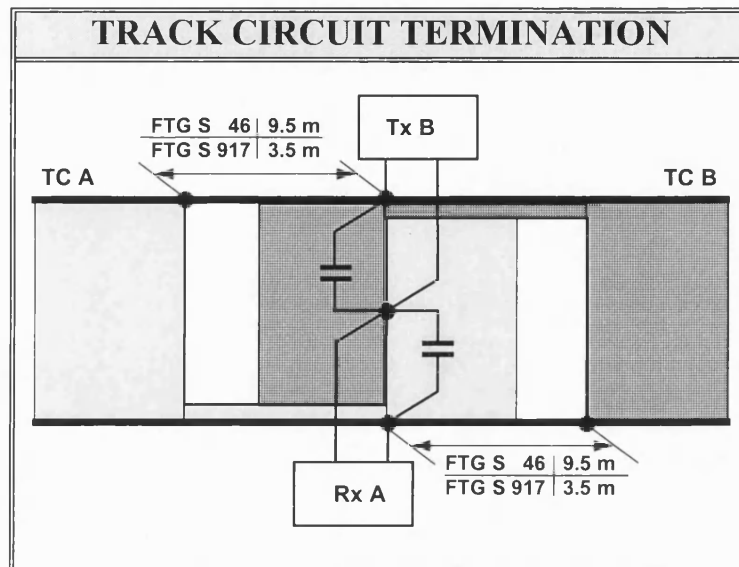 TRACK CIRCUIT TERMINATION
FTG S 46 | 9.5 m
FTG S 917 | 3.5 m
Tx B
TC A
TC B
FTG S 46 | 9.5 m
FTG S 917 | 3.5 m
Rx A